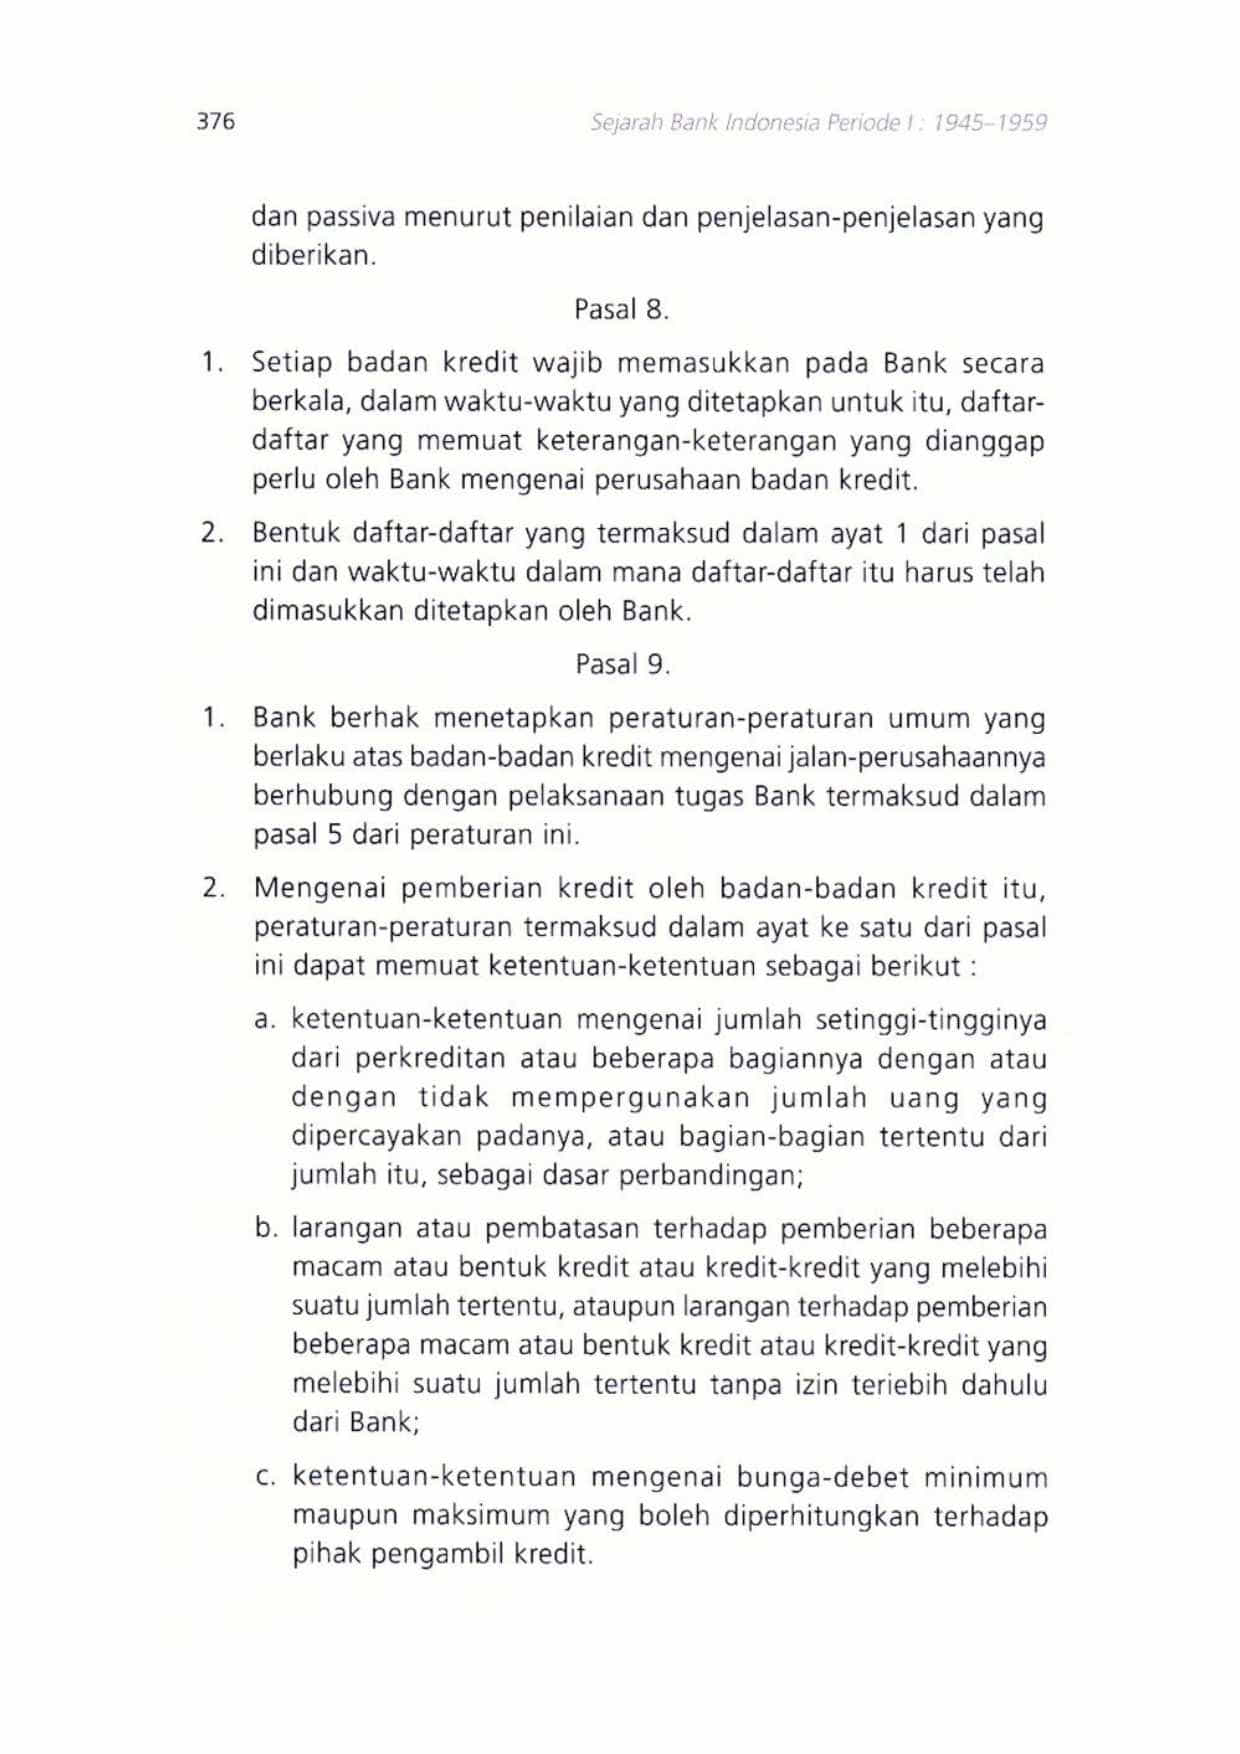 376
Sejarah Bank Indonesia Periode I : 1945–1959
dan passiva menurut penilaian dan penjelasan-penjelasan yang
diberikan.
Pasal 8.
1. Setiap badan kredit wajib memasukkan pada Bank secara
berkala, dalam waktu-waktu yang ditetapkan untuk itu, daftar-
daftar yang memuat keterangan-keterangan yang dianggap
perlu oleh Bank mengenai perusahaan badan kredit.
2. Bentuk daftar-daftar yang termaksud dalam ayat 1 dari pasal
ini dan waktu-waktu dalam mana daftar-daftar itu harus telah
dimasukkan ditetapkan oleh Bank.
Pasal 9.
1. Bank berhak menetapkan peraturan-peraturan umum yang
berlaku atas badan-badan kredit mengenai jalan-perusahaannya
berhubung dengan pelaksanaan tugas Bank termaksud dalam
pasal 5 dari peraturan ini.
2. Mengenai pemberian kredit oleh badan-badan kredit itu,
peraturan-peraturan termaksud dalam ayat ke satu dari pasal
ini dapat memuat ketentuan-ketentuan sebagai berikut :
a. ketentuan-ketentuan mengenai jumlah setinggi-tingginya
dari perkreditan atau beberapa bagiannya dengan atau
dengan tidak mempergunakan jumlah uang yang
dipercayakan padanya, atau bagian-bagian tertentu dari
jumlah itu, sebagai dasar perbandingan;
b. larangan atau pembatasan terhadap pemberian beberapa
macam atau bentuk kredit atau kredit-kredit yang melebihi
suatu jumlah tertentu, ataupun larangan terhadap pemberian
beberapa macam atau bentuk kredit atau kredit-kredit yang
melebihi suatu jumlah tertentu tanpa izin teriebih dahulu
dari Bank;
c. ketentuan-ketentuan mengenai bunga-debet minimum
maupun maksimum yang boleh diperhitungkan terhadap
pihak pengambil kredit.